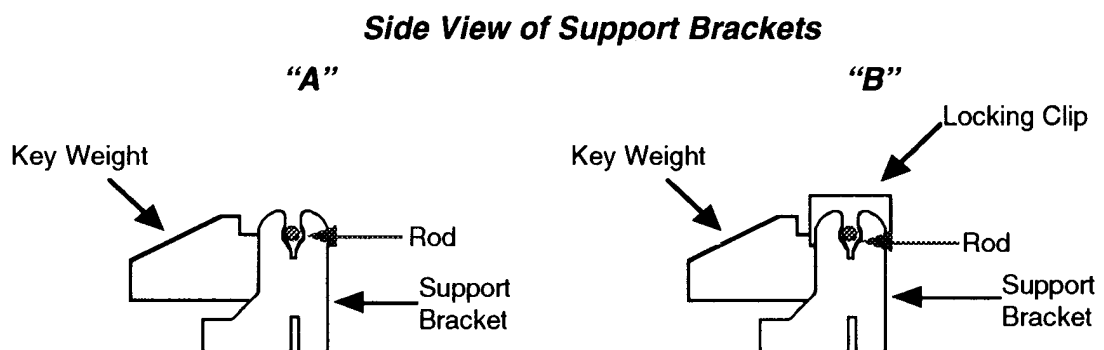 Side View of Support Brackets
“A”
“B”
Locking Clip
Key Weight
Key Weight
Rod
Rod
Support
Bracket
Support
Bracket